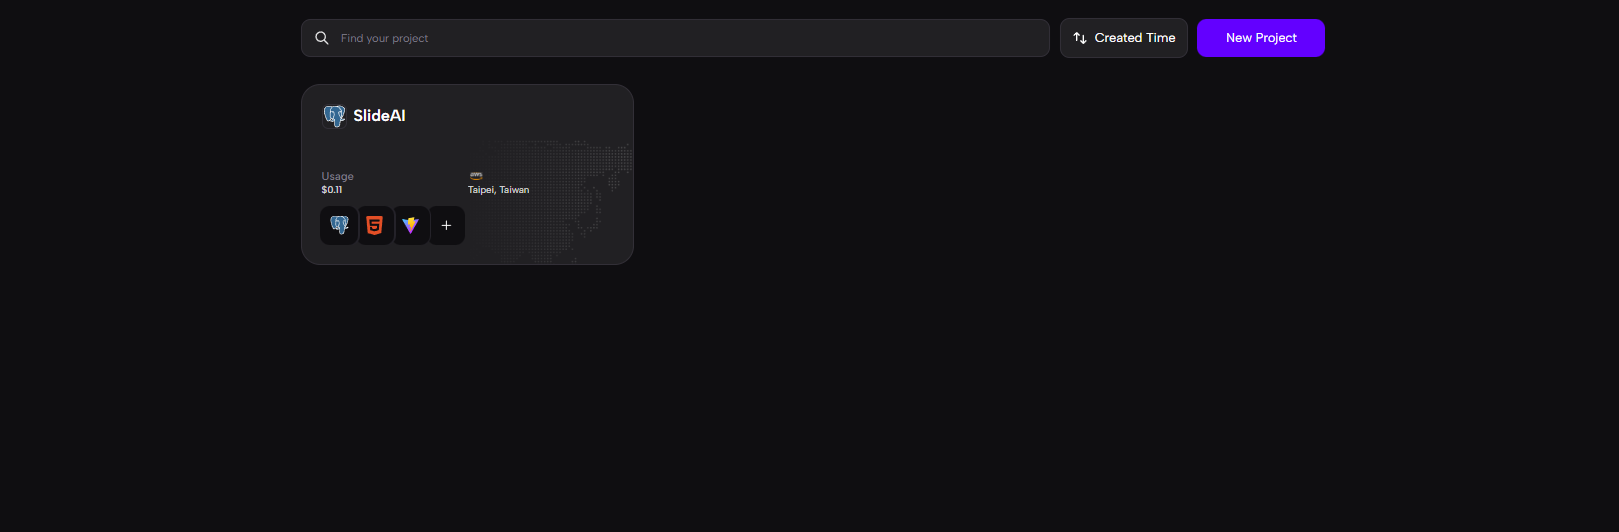 Find your project
Created Time
New Project
SlideAI
Usage
$0.11
Taipei, Taiwan